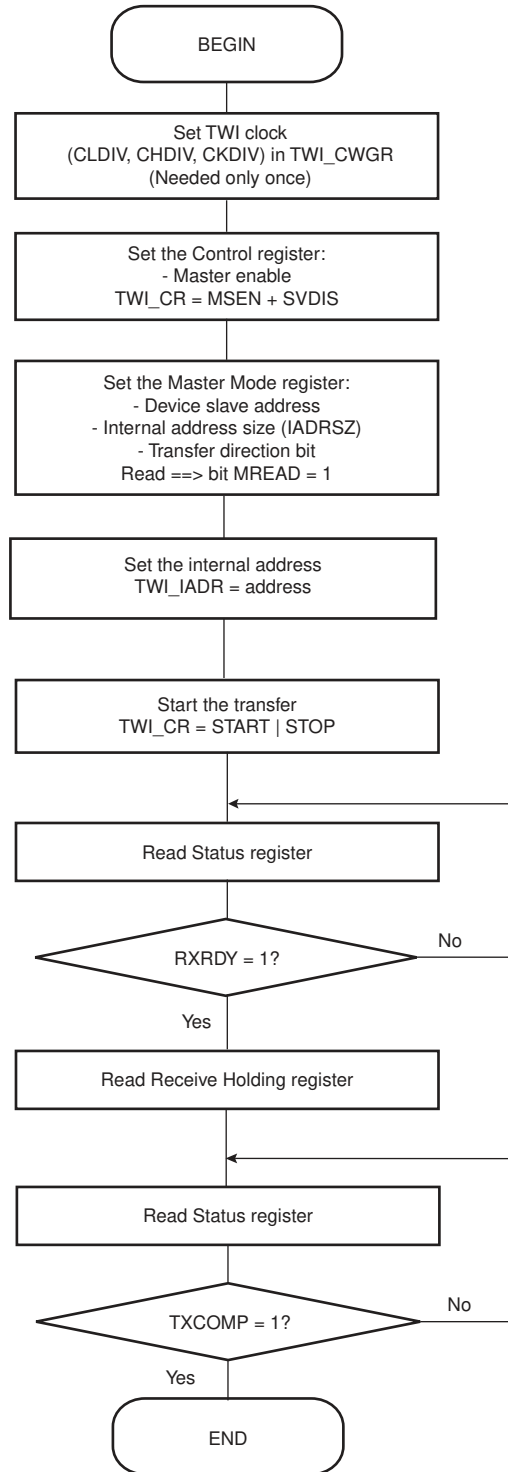 BEGIN
Set TWI clock
(CLDIV, CHDIV, CKDIV) in TWI_CWGR
(Needed only once)
Set the Control register:
- Master enable
TWI_CR = MSEN + SVDIS
Set the Master Mode register:
- Device slave address
- Internal address size (IADRSZ)
- Transfer direction bit
Read ==> bit MREAD = 1
Set the internal address
TWI_IADR = address
Start the transfer
TWI_CR = START | STOP
Read Status register
RXRDY = 1?
No
Yes
Read Receive Holding register
Read Status register
TXCOMP = 1?
No
Yes
END